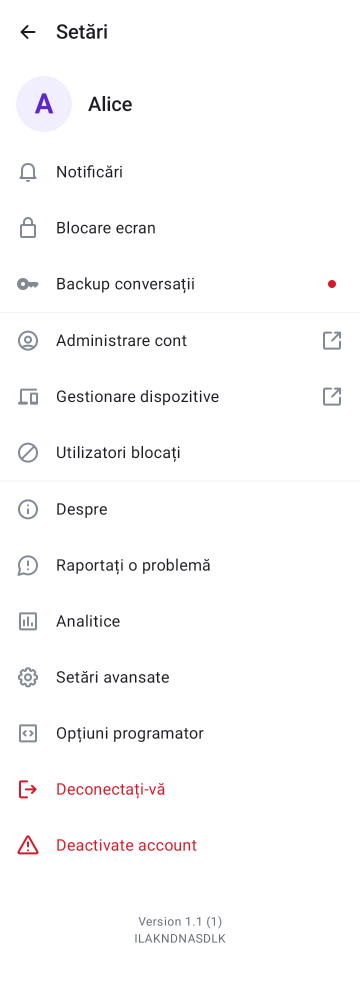 Setări
A
Alice
Notificări
Blocare ecran
Backup conversații
Administrare cont
Gestionare dispozitive
Utilizatori blocați
Despre
Raportați o problemă
Analitice
Setări avansate
Opțiuni programator
Deconectați-vă
Deactivate account
Version 1.1 (1)
ILAKNDNASDLK